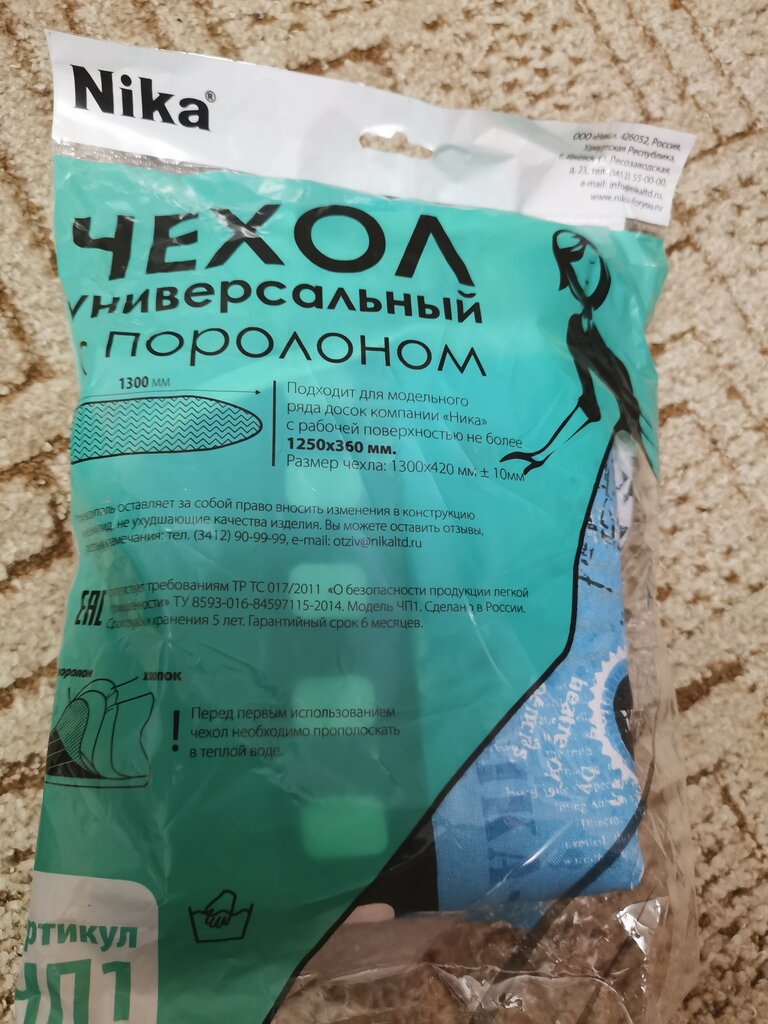 Nika®
ООО «Ника», 426052, Россия,
Удмуртская Республика,
г. Ижевск, ул. Лесозаводская,
д. 23, тел. (3412) 55-00-00,
e-mail: info@nikaltd.ru,
www.nika-foryou.ru
ЧЕХОЛ
универсальный
с поролоном
1300 мм
Подходит для модельного
ряда досок компании «Ника»
с рабочей поверхностью не более
1250х360 мм.
Размер чехла: 1300х420 мм ± 10мм
оставляет за собой право вносить изменения в конструкцию
не ухудшающие качества изделия. Вы можете оставить отзывы,
замечания: тел. (3412) 90-99-99, e-mail: otziv@nikaltd.ru
EAC
требованиям ТР ТС 017/2011 «О безопасности продукции легкой
ТУ 8593-016-84597115-2014. Модель ЧП1. Сделано в России.
хранения 5 лет. Гарантийный срок 6 месяцев.
поролон
хлопок
! Перед первым использованием
чехол необходимо прополоскать
в теплой воде.
ртикул
ЧП1